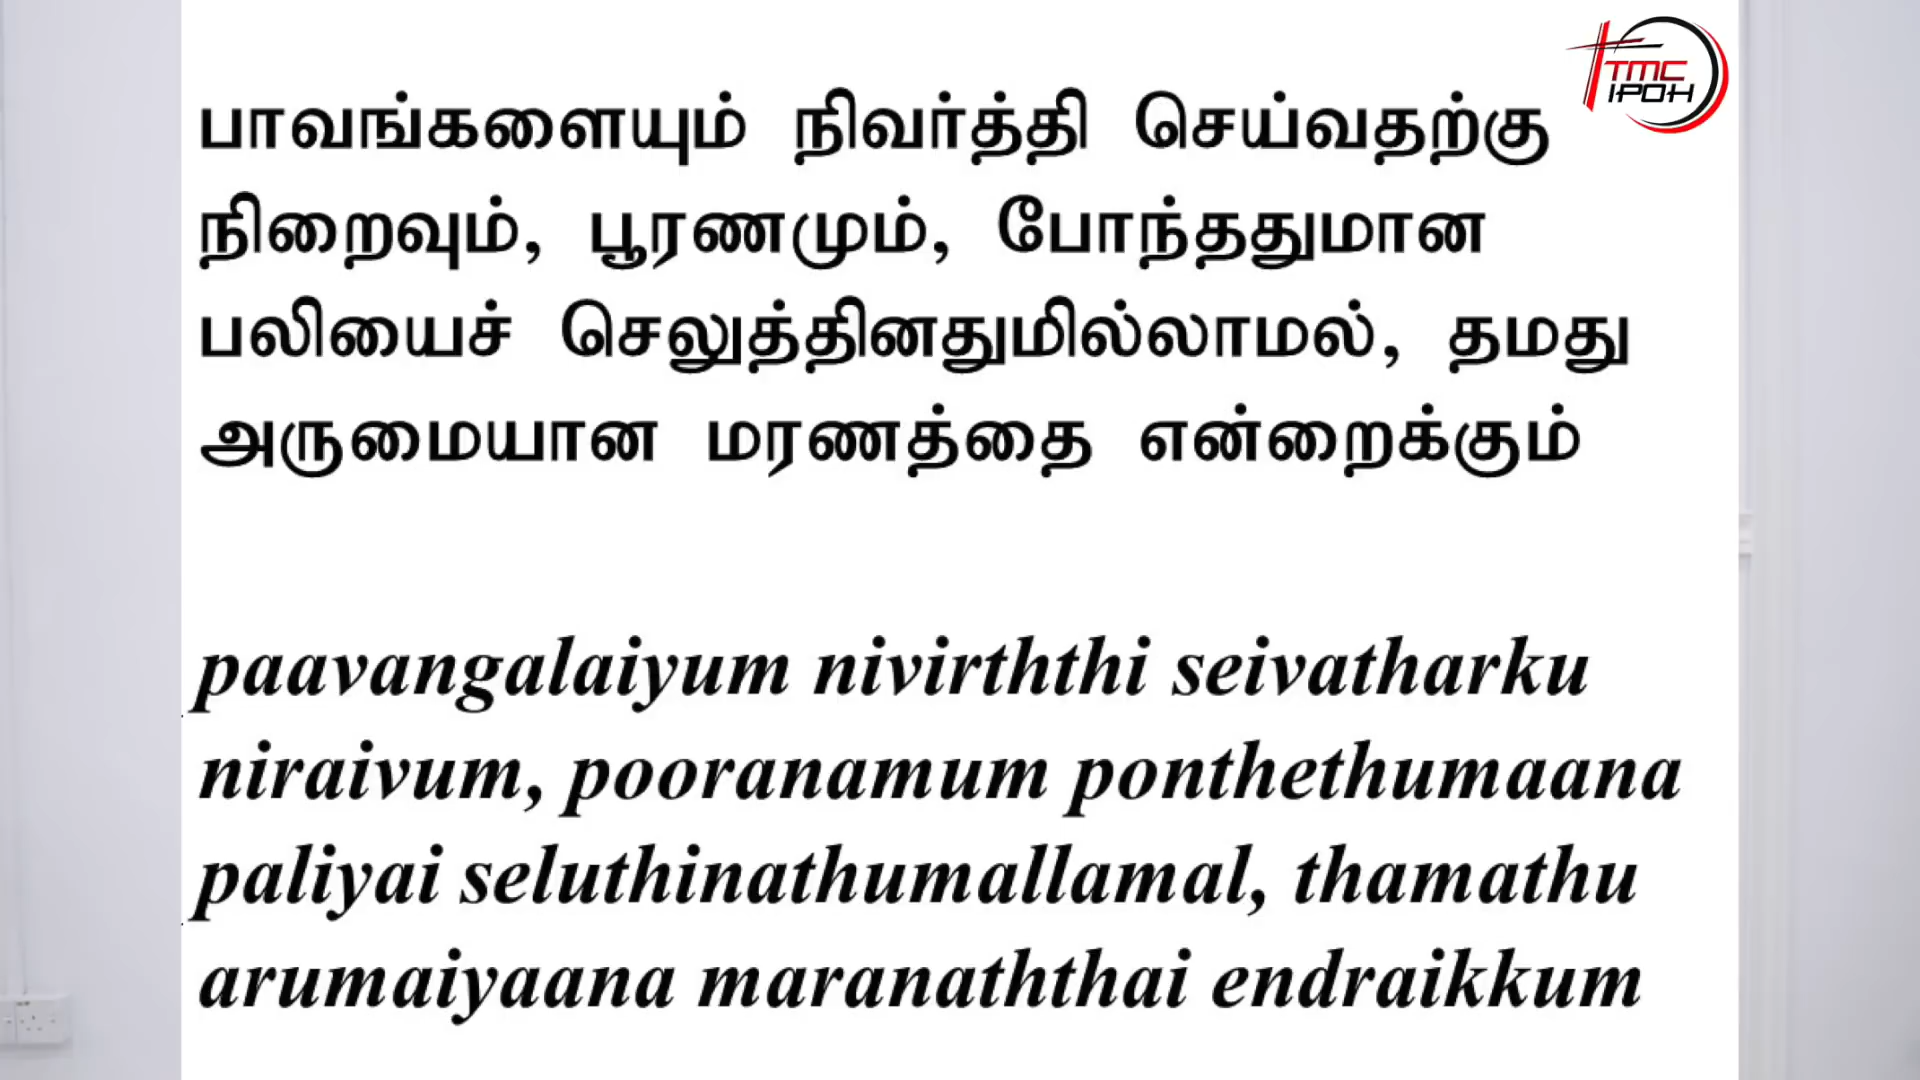 TMC
IPOH
பாவங்களையும் நிவர்த்தி செய்வதற்கு
நிறைவும், பூரணமும், போந்ததுமான
பலியைச் செலுத்தினதுமில்லாமல், தமது
அருமையான மரணத்தை என்றைக்கும்
paavangalaiyum nivirththi seivatharku
niraivum, pooranamum ponthethumaana
paliyai seluthinathumallamal, thamathu
arumaiyaana maranaththai endraikkum